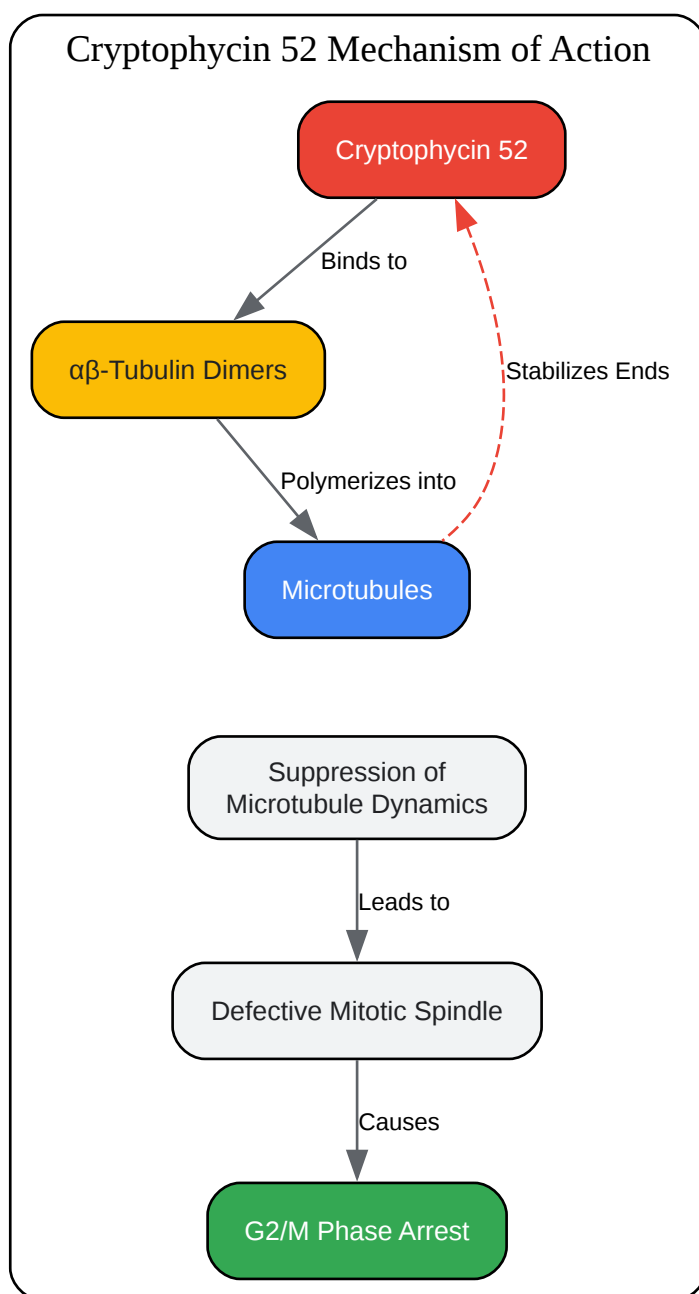 Cryptophycin 52 Mechanism of Action
Cryptophycin 52
Binds to
αβ-Tubulin Dimers
Stabilizes Ends
Polymerizes into
Microtubules
Suppression of
Microtubule Dynamics
Leads to
Defective Mitotic Spindle
Causes
G2/M Phase Arrest